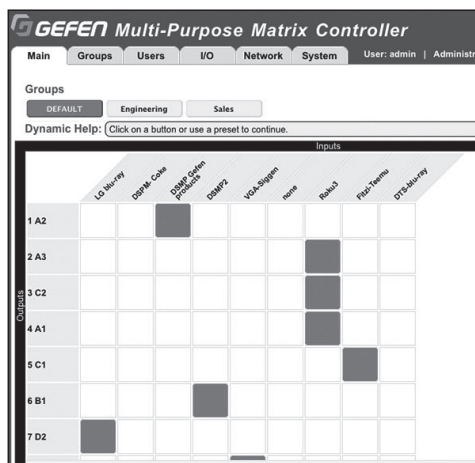 GEFEN Multi-Purpose Matrix Controller
Main Groups Users I/O Network System User: admin | Administr
Groups
DEFAULT Engineering Sales
Dynamic Help: Click on a button or use a preset to continue.
Inputs
LG blu-ray
DSPM- Coke
DSMP Gefen
products
DSMP2
VGA-Siggen
none
Roku3
Fitzi-Teemu
DTS-blu-ray
Outputs
1 A2
2 A3
3 C2
4 A1
5 C1
6 B1
7 D2